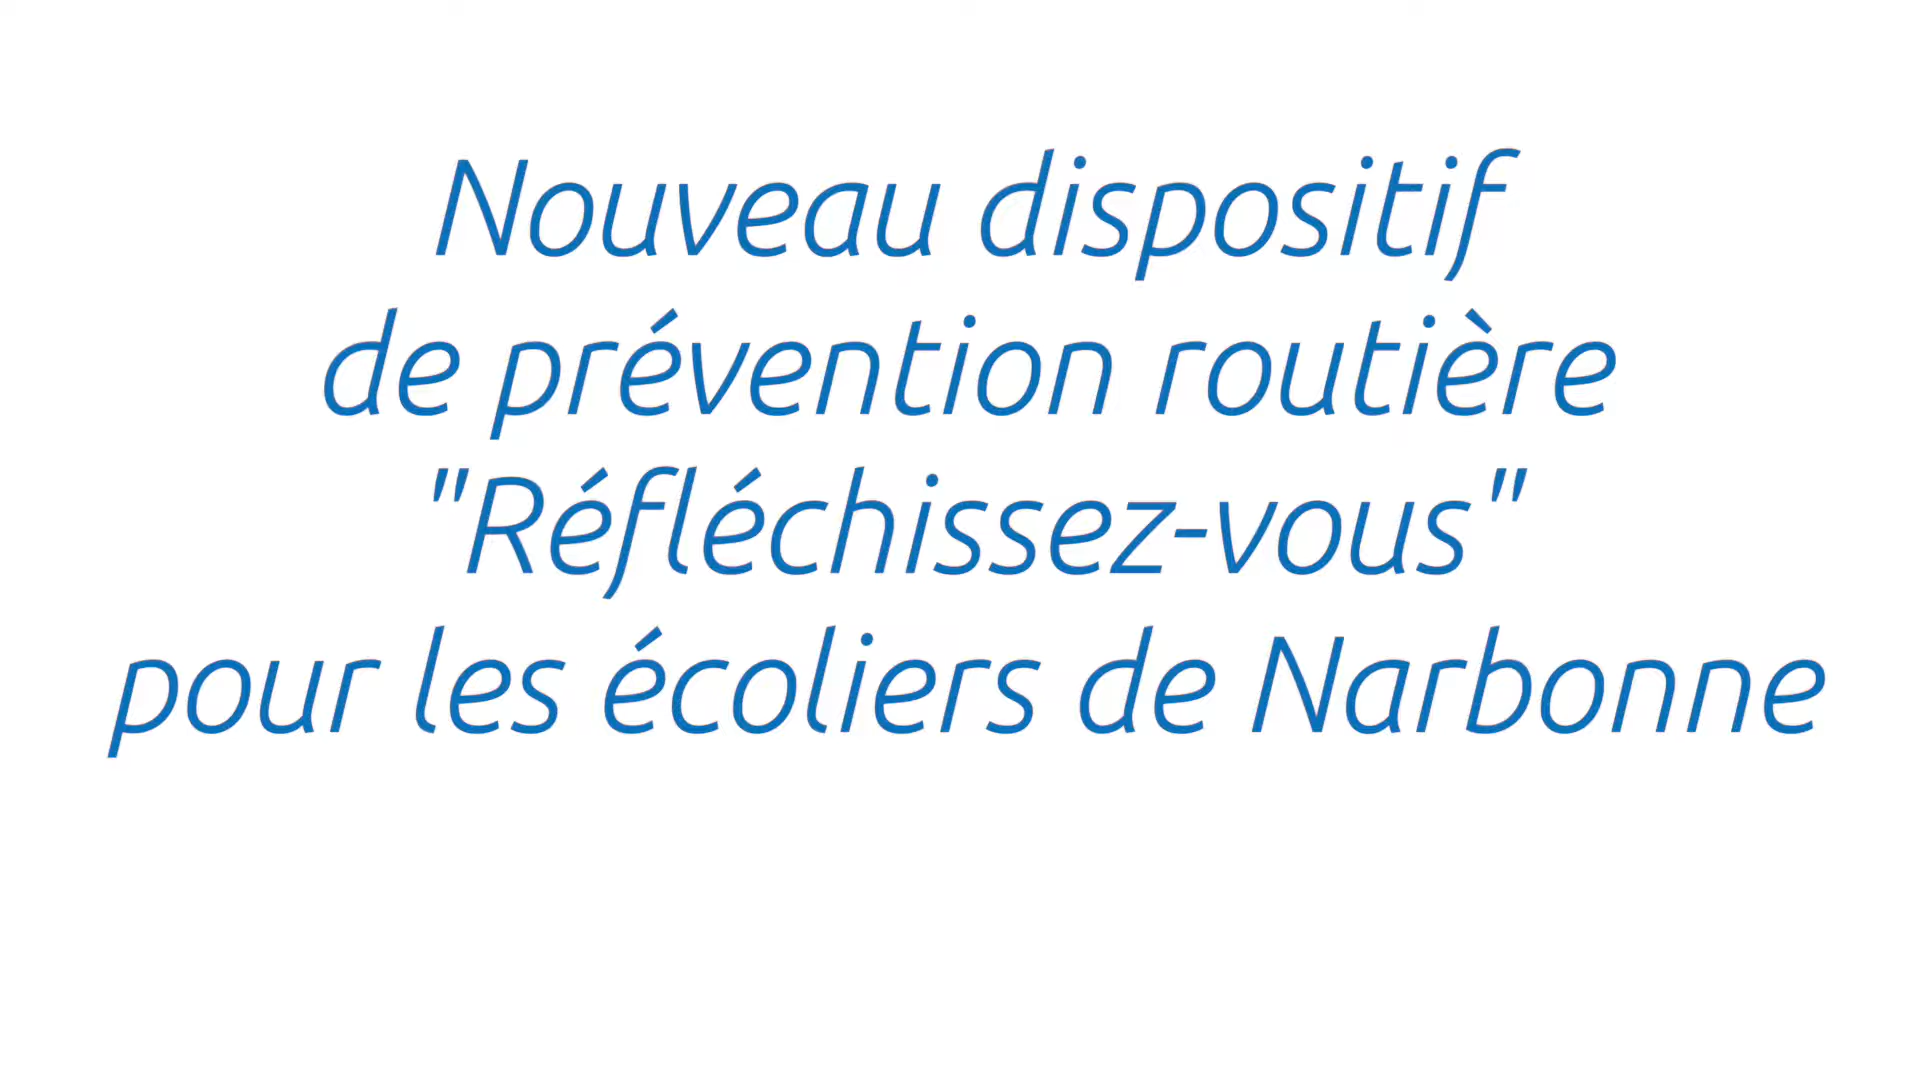 Nouveau dispositif
de prévention routière
"Réfléchissez-vous"
pour les écoliers de Narbonne